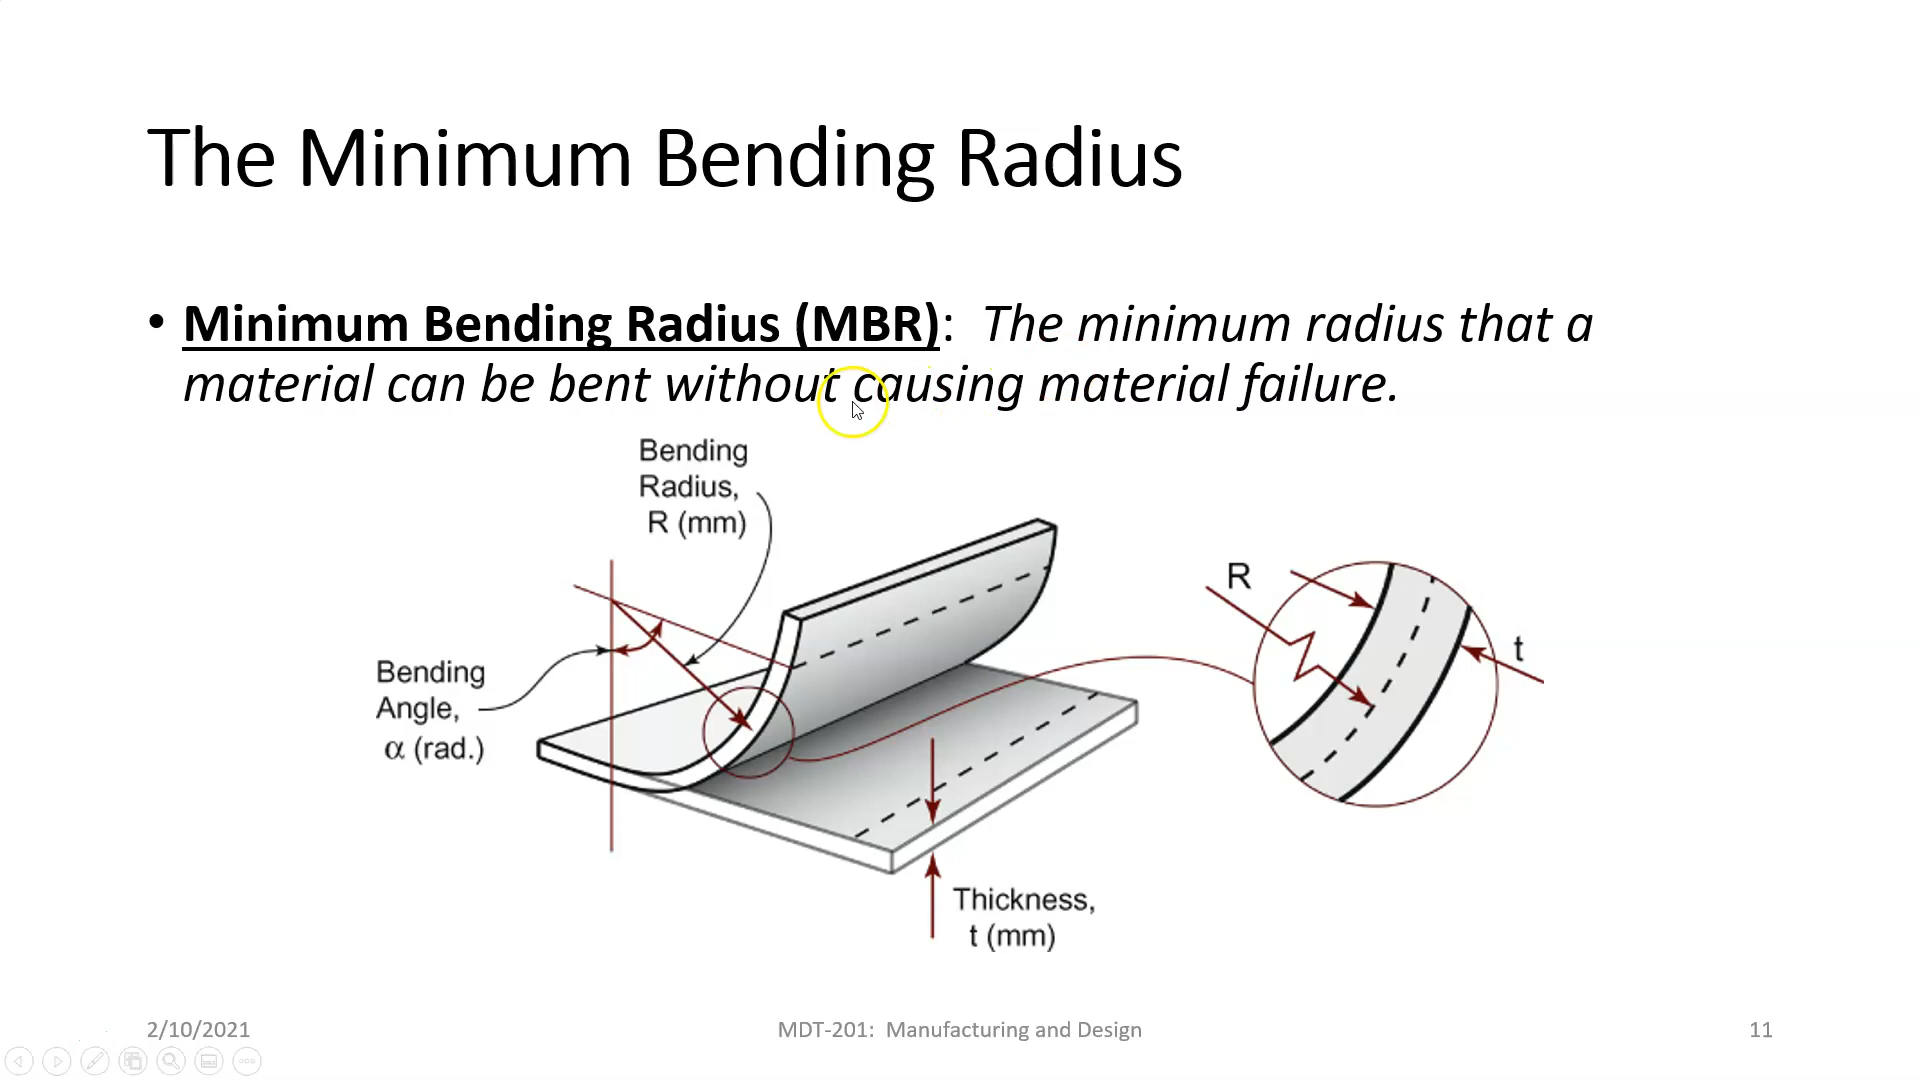 The Minimum Bending Radius
• Minimum Bending Radius (MBR):  The minimum radius that a
material can be bent without causing material failure.
Bending
Radius,
R (mm)
R
t
Bending
Angle,
α (rad.)
Thickness,
t (mm)
2/10/2021
MDT-201:  Manufacturing and Design
11